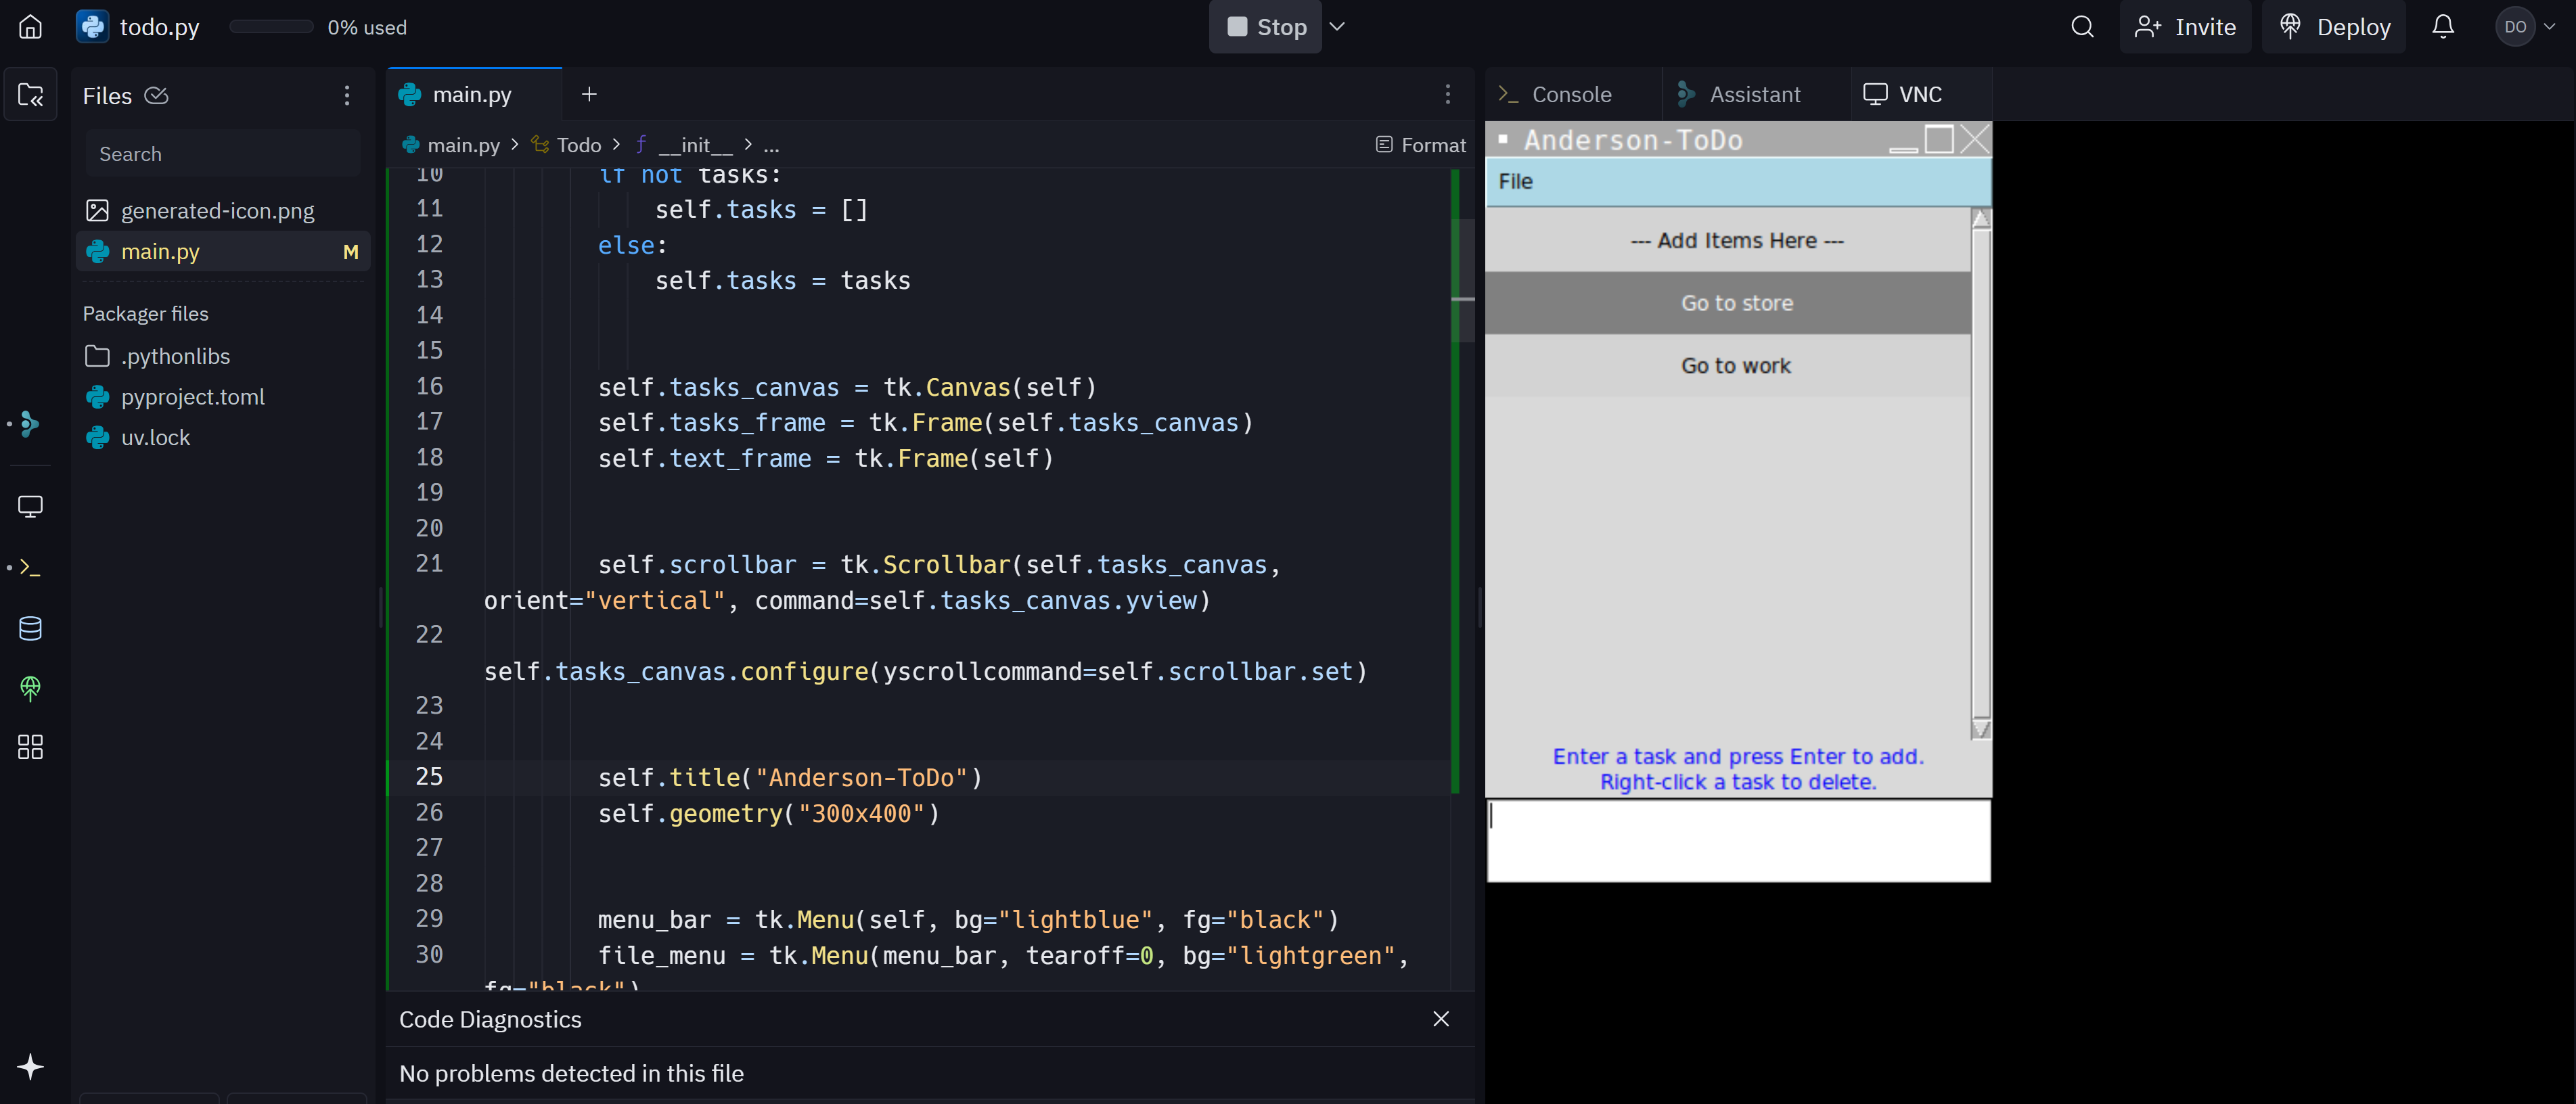 todo.py
0% used
Stop
Invite
Deploy
DO
Files
Search
generated-icon.png
main.py M
Packager files
.pythonlibs
pyproject.toml
uv.lock
main.py
main.py > Todo > f __init__ > ...
Format
10 if not tasks:
11 self.tasks = []
12 else:
13 self.tasks = tasks
14
15
16 self.tasks_canvas = tk.Canvas(self)
17 self.tasks_frame = tk.Frame(self.tasks_canvas)
18 self.text_frame = tk.Frame(self)
19
20
21 self.scrollbar = tk.Scrollbar(self.tasks_canvas,
orient="vertical", command=self.tasks_canvas.yview)
22
self.tasks_canvas.configure(yscrollcommand=self.scrollbar.set)
23
24
25 self.title("Anderson-ToDo")
26 self.geometry("300x400")
27
28
29 menu_bar = tk.Menu(self, bg="lightblue", fg="black")
30 file_menu = tk.Menu(menu_bar, tearoff=0, bg="lightgreen",
fg="black")
Code Diagnostics
No problems detected in this file
Console
Assistant
VNC
Anderson-ToDo
File
--- Add Items Here ---
Go to store
Go to work
Enter a task and press Enter to add.
Right-click a task to delete.